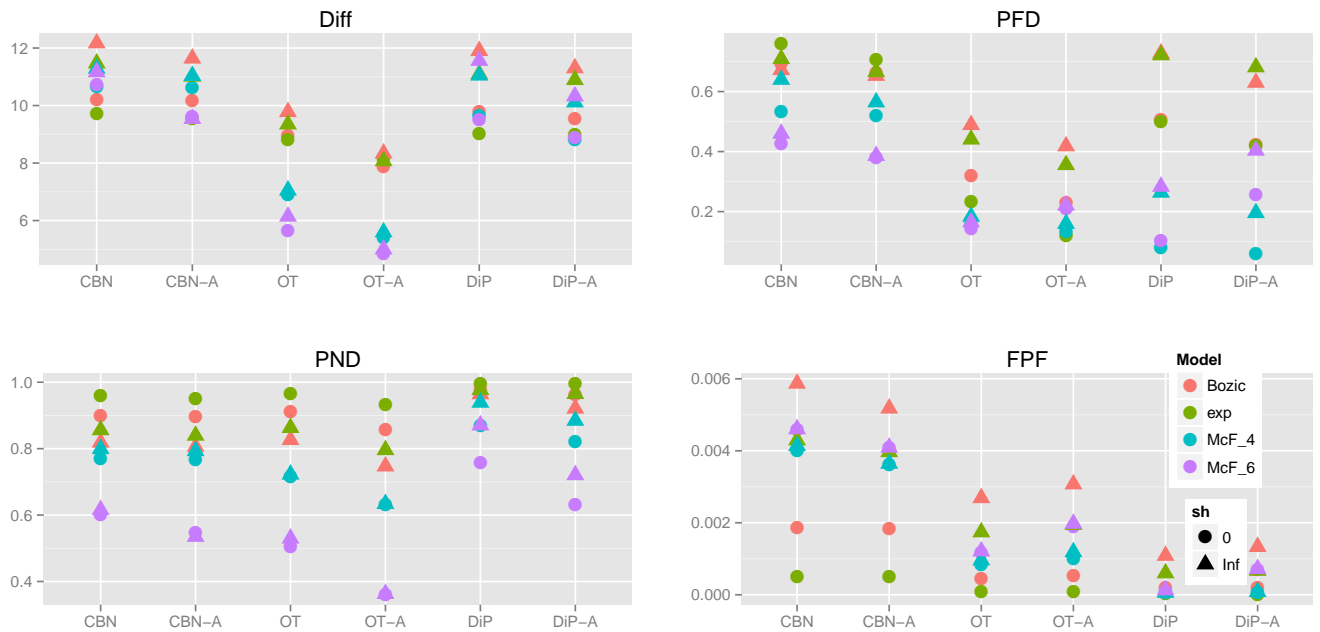 Diff
12
10
8
6
CBN
CBN−A
OT
OT−A
DiP
DiP−A
PFD
0.6
0.4
0.2
CBN
CBN−A
OT
OT−A
DiP
DiP−A
PND
1.0
0.8
0.6
0.4
CBN
CBN−A
OT
OT−A
DiP
DiP−A
FPF
0.006
0.004
0.002
0.000
CBN
CBN−A
OT
OT−A
DiP
DiP−A
Model
Bozic
exp
McF_4
McF_6
sh
0
Inf